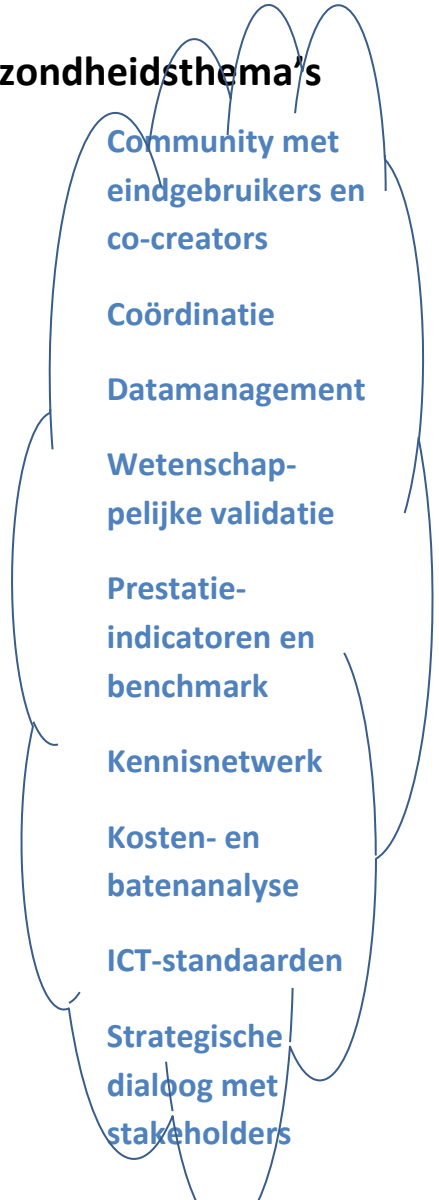 zondheidsthema's
Community met
eindgebruikers en
co-creators
Coördinatie
Datamanagement
Wetenschap-
pelijke validatie
Prestatie-
indicatoren en
benchmark
Kennisnetwerk
Kosten- en
batenanalyse
ICT-standaarden
Strategische
dialoog met
stakeholders